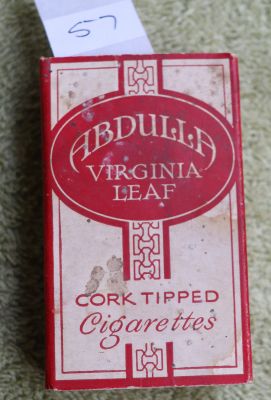 57
ABDULLA
VIRGINIA
LEAF
CORK TIPPED
Cigarettes